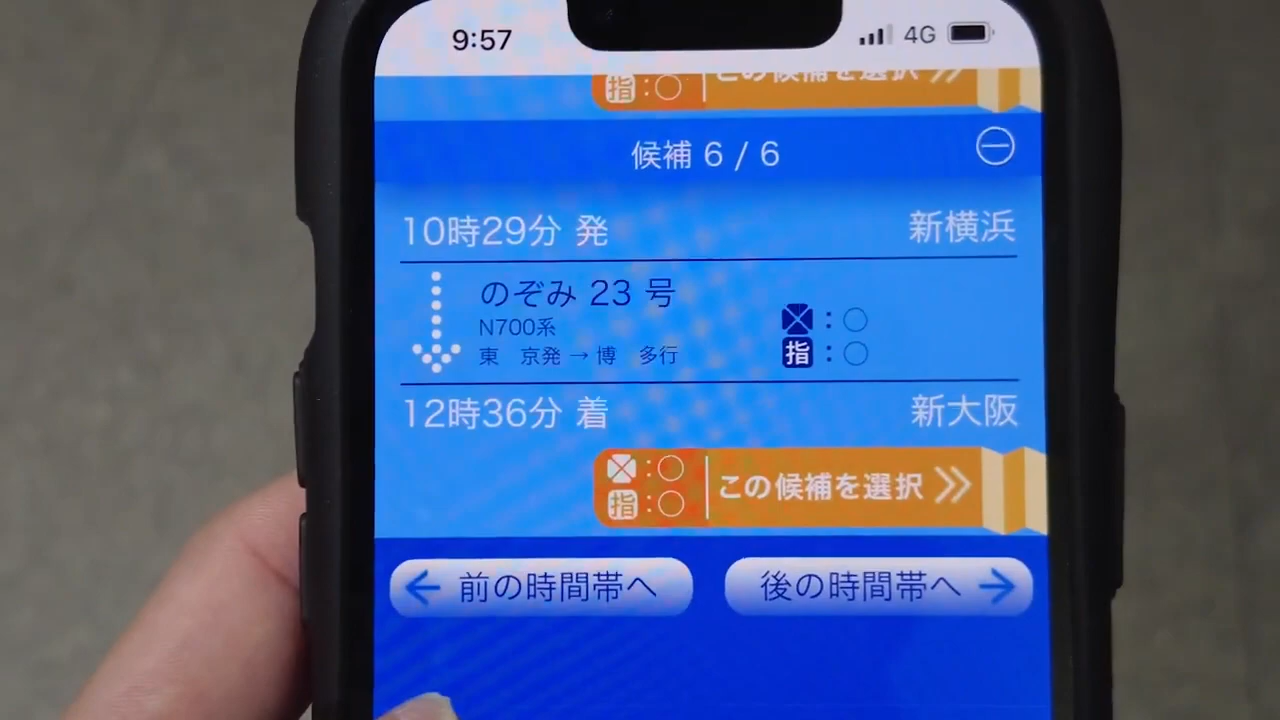 9:57
4G
指:○
この候補を選択
候補 6 / 6
10時29分 発
新横浜
のぞみ 23 号
N700系
:○
東　京発 → 博　多行
指:○
12時36分 着
新大阪
:○
指:○
この候補を選択
← 前の時間帯へ
後の時間帯へ →